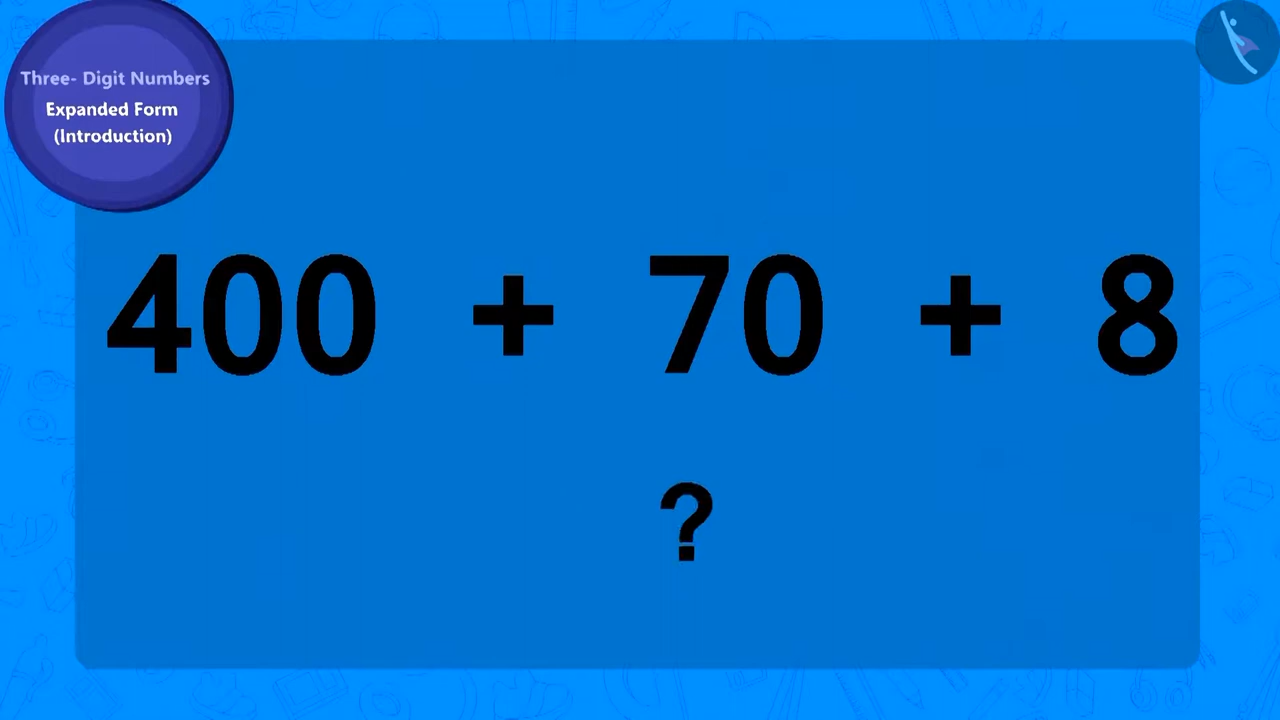 Three- Digit Numbers
Expanded Form
(Introduction)
400 + 70 + 8
?